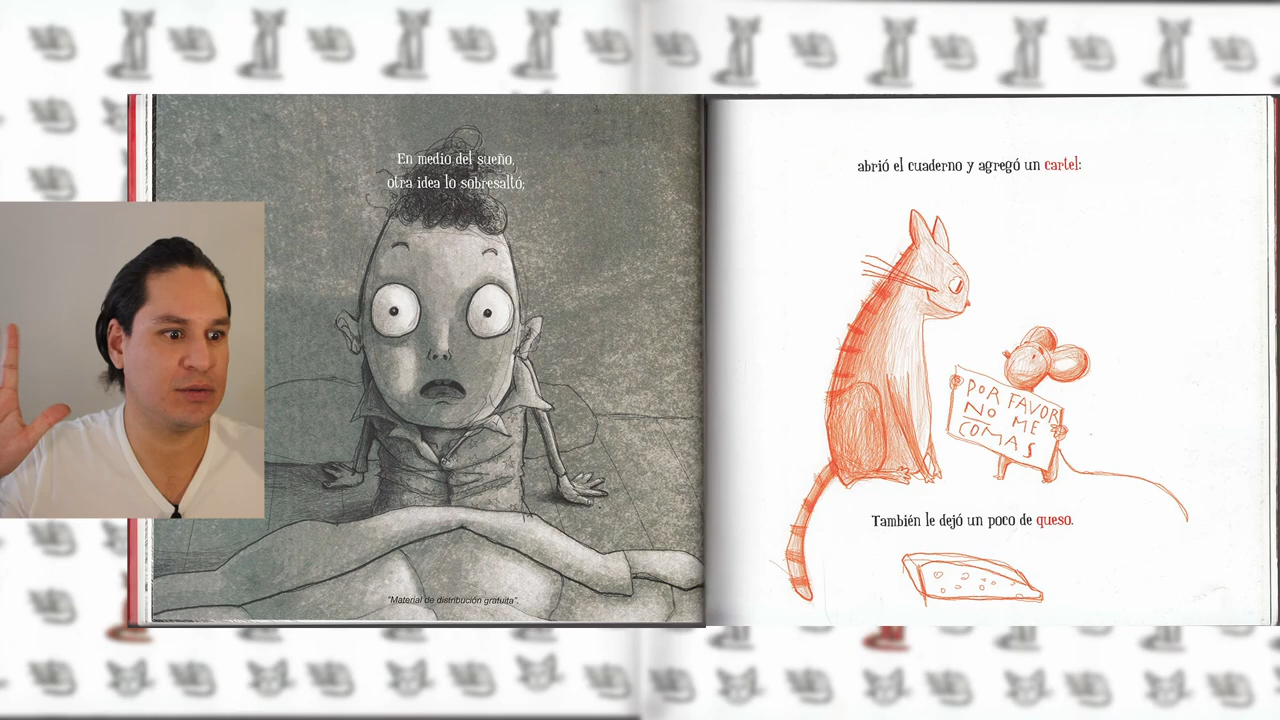 En medio del sueño,
otra idea lo sobresaltó;
"Material de distribución gratuita".
abrió el cuaderno y agregó un cartel:
POR FAVOR
NO ME
COMAS
También le dejó un poco de queso.